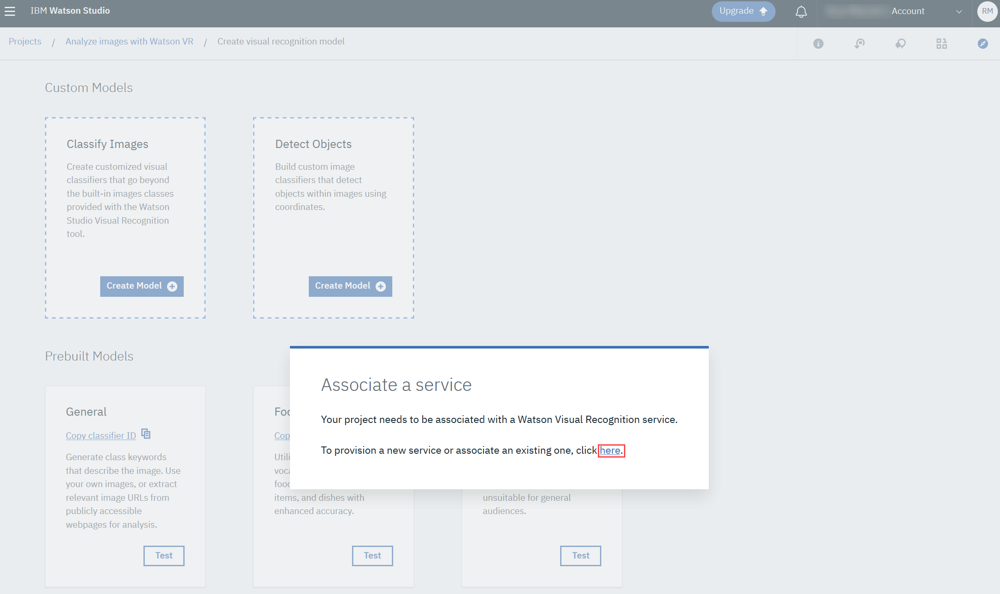 IBM Watson Studio
Upgrade
Account
RM
Projects / Analyze images with Watson VR / Create visual recognition model
Custom Models
Classify Images
Create customized visual
classifiers that go beyond
the built-in images classes
provided with the Watson
Studio Visual Recognition
tool.
Create Model
Detect Objects
Build custom image
classifiers that detect
objects within images using
coordinates.
Create Model
Prebuilt Models
General
Copy classifier ID
Generate class keywords
that describe the image. Use
your own images, or extract
relevant image URLs from
publicly accessible
webpages for analysis.
Test
items, and dishes with
enhanced accuracy.
Test
unsuitable for general
audiences.
Test
Associate a service
Your project needs to be associated with a Watson Visual Recognition service.
To provision a new service or associate an existing one, click here.